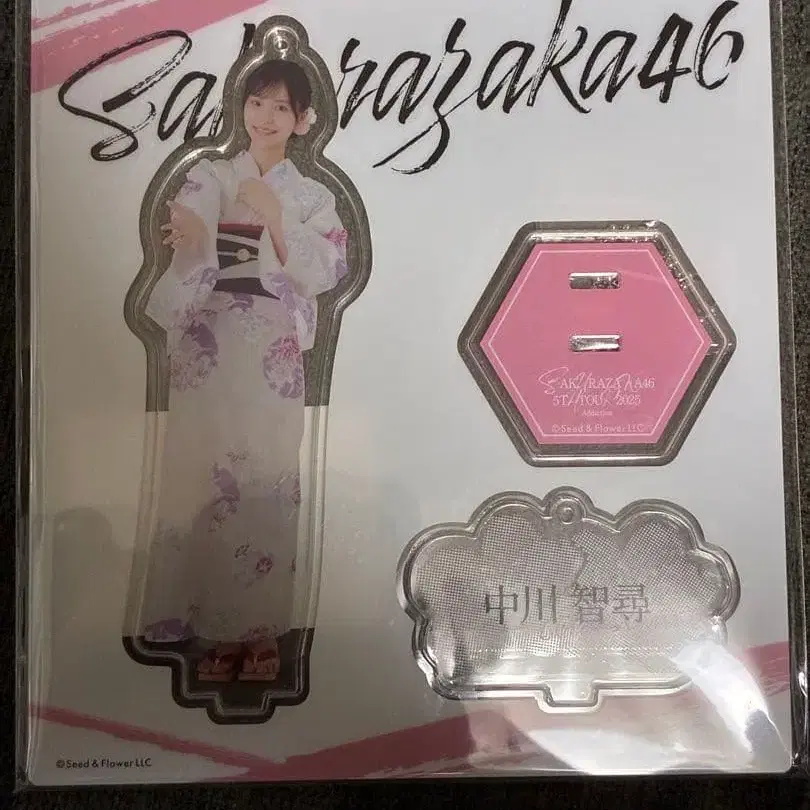 Sakurazaka46
SAKURAZAKA46
5TH TOUR 2025
Addiction
©Seed & Flower LLC
中川 智尋
©Seed & Flower LLC